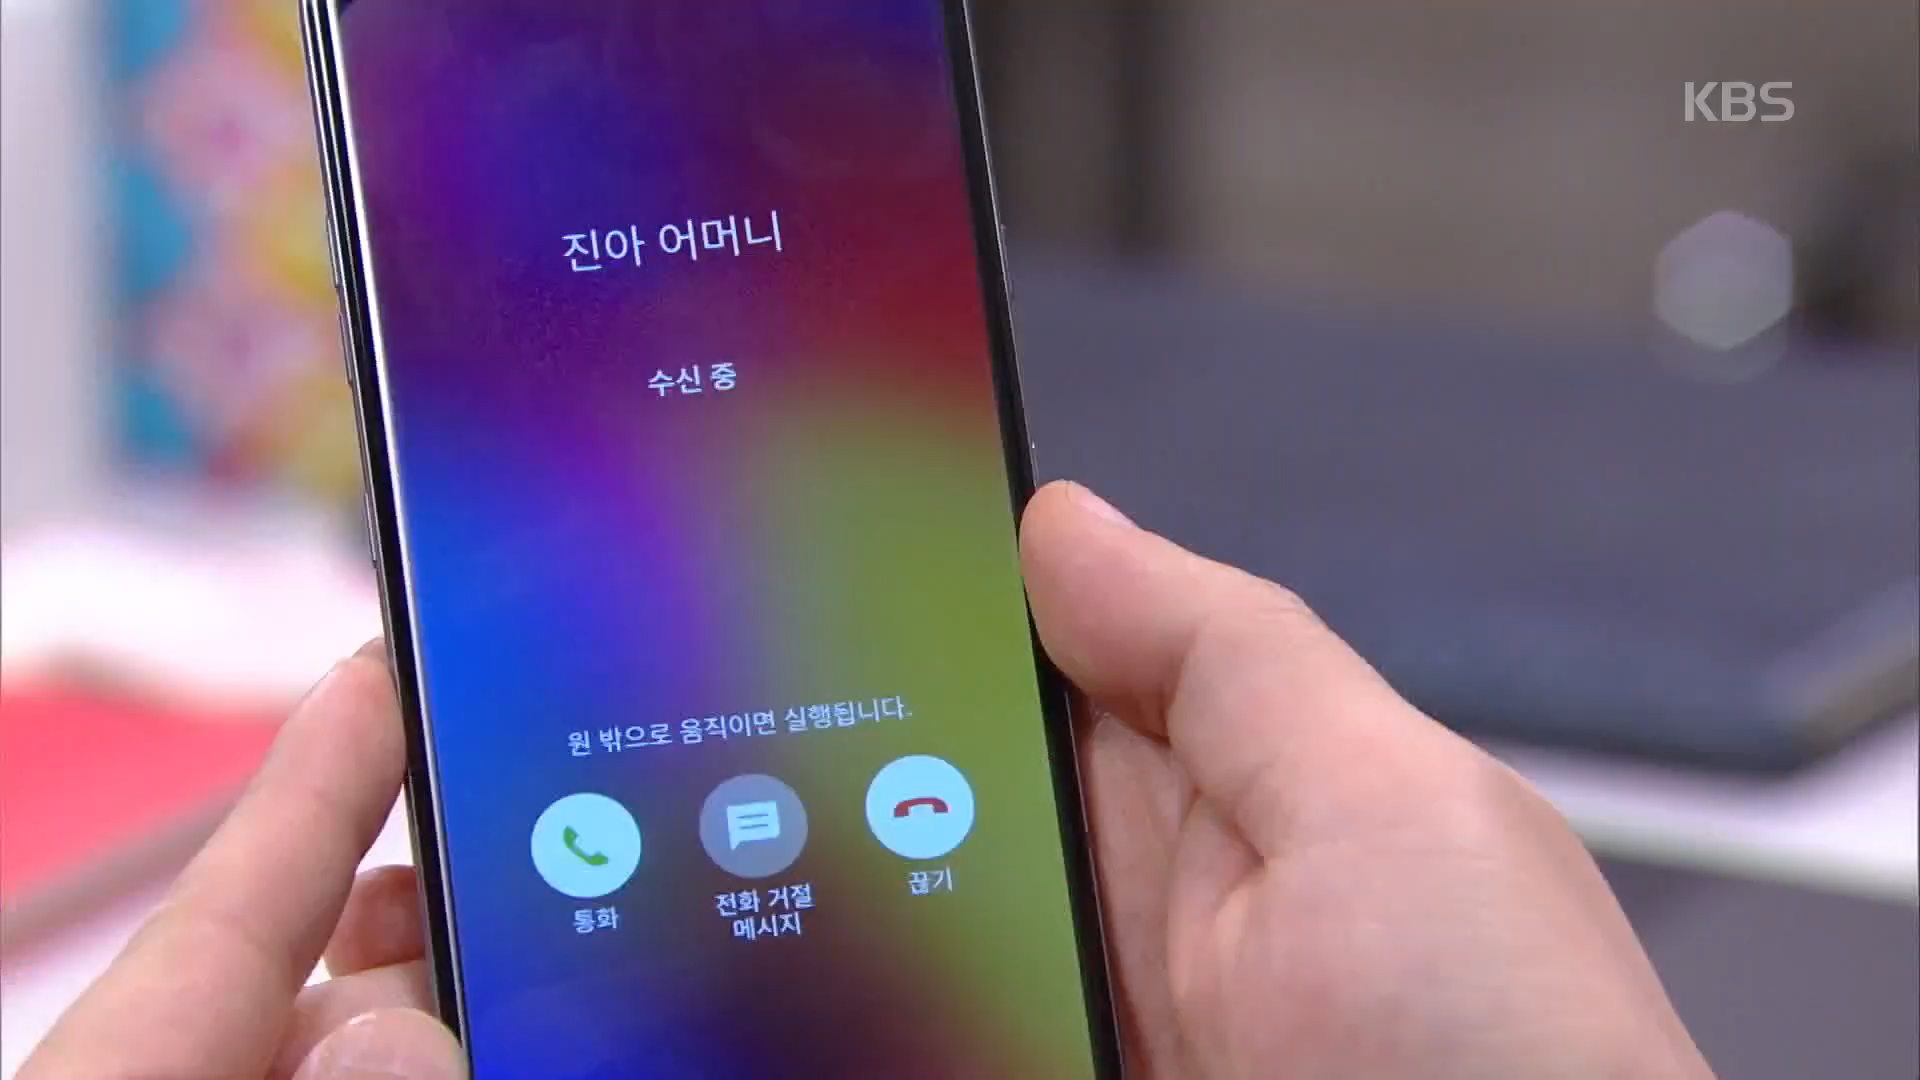 KBS
진아 어머니
수신 중
원 밖으로 움직이면 실행됩니다.
통화
전화 거절
메시지
끊기